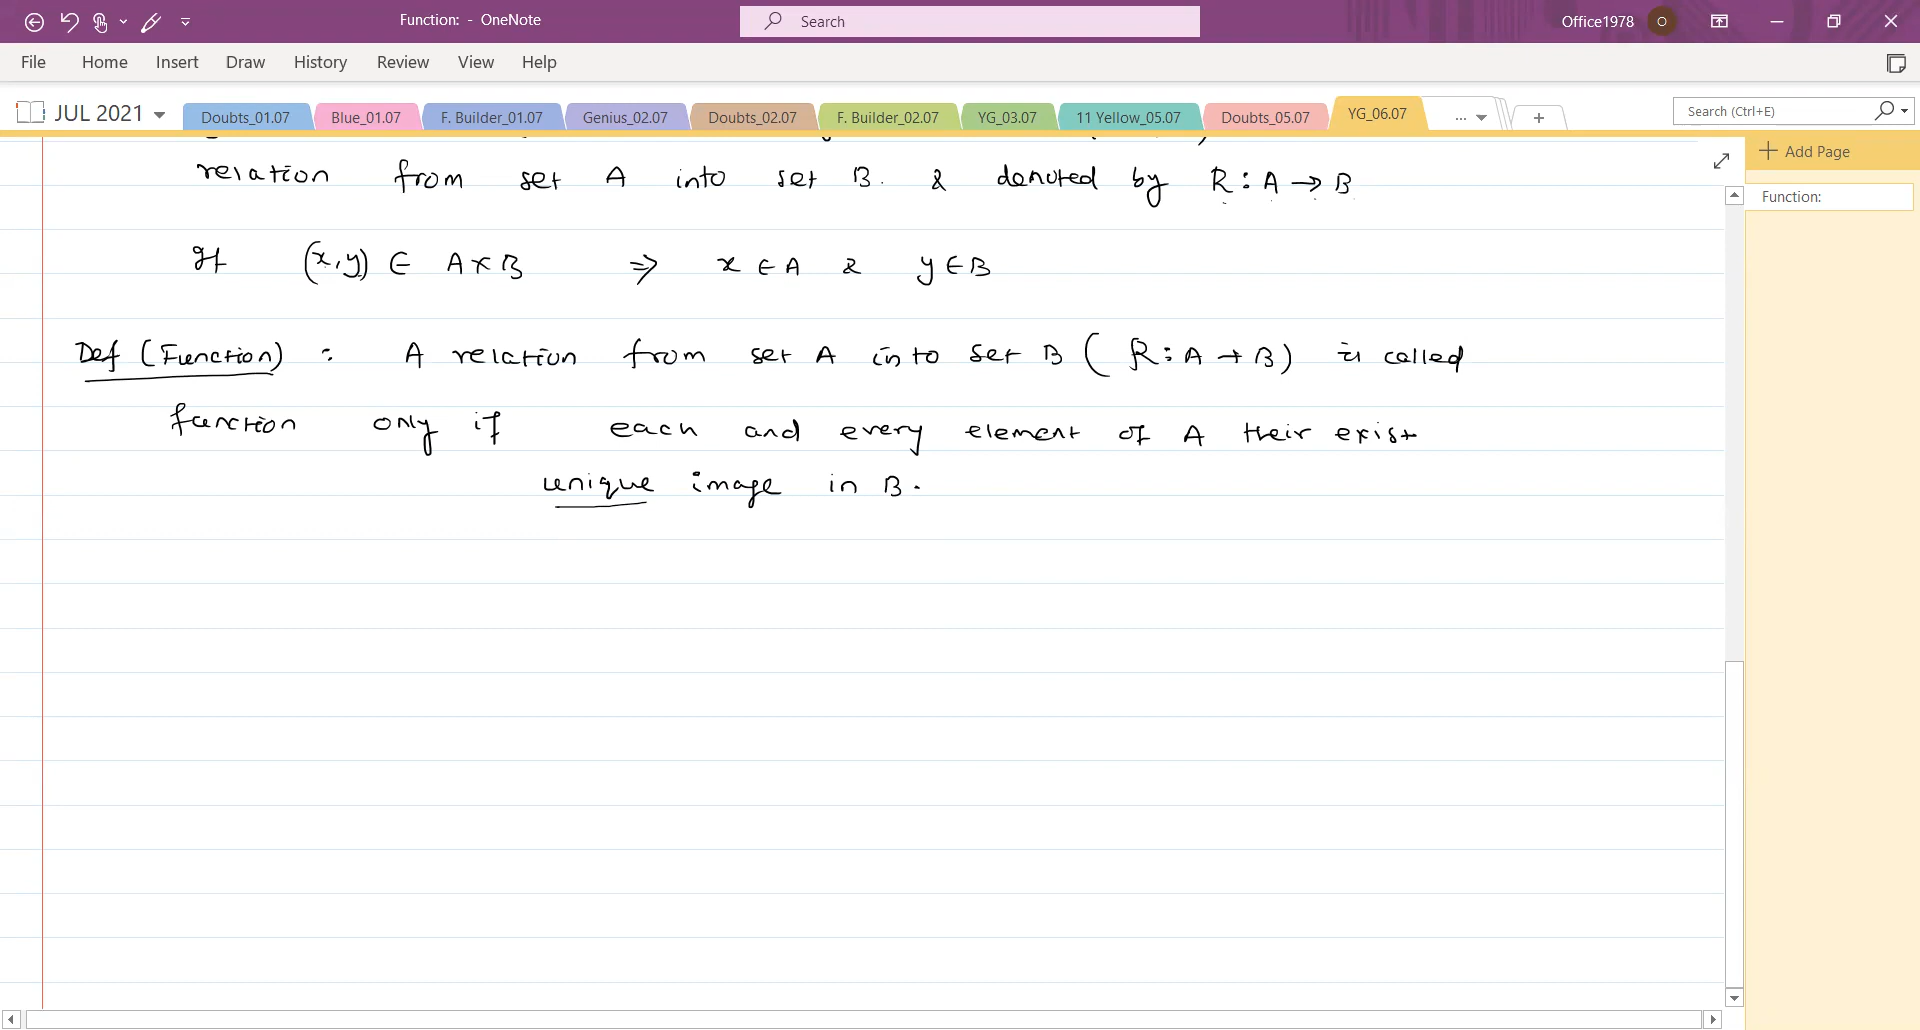 Function: - OneNote
Search
Office1978
O
File Home Insert Draw History Review View Help
JUL 2021
Doubts_01.07 Blue_01.07 F. Builder_01.07 Genius_02.07 Doubts_02.07 F. Builder_02.07 YG_03.07 11 Yellow_05.07 Doubts_05.07 YG_06.07 ... +
Search (Ctrl+E)
Add Page
Function:
relation from set A into set B. & denoted by R : A → B
If (x,y) ∈ A×B ⇒ x ∈ A & y ∈ B
Def (Function) : A relation from set A into set B ( R : A → B) is called
function only if each and every element of A their exist
unique image in B.